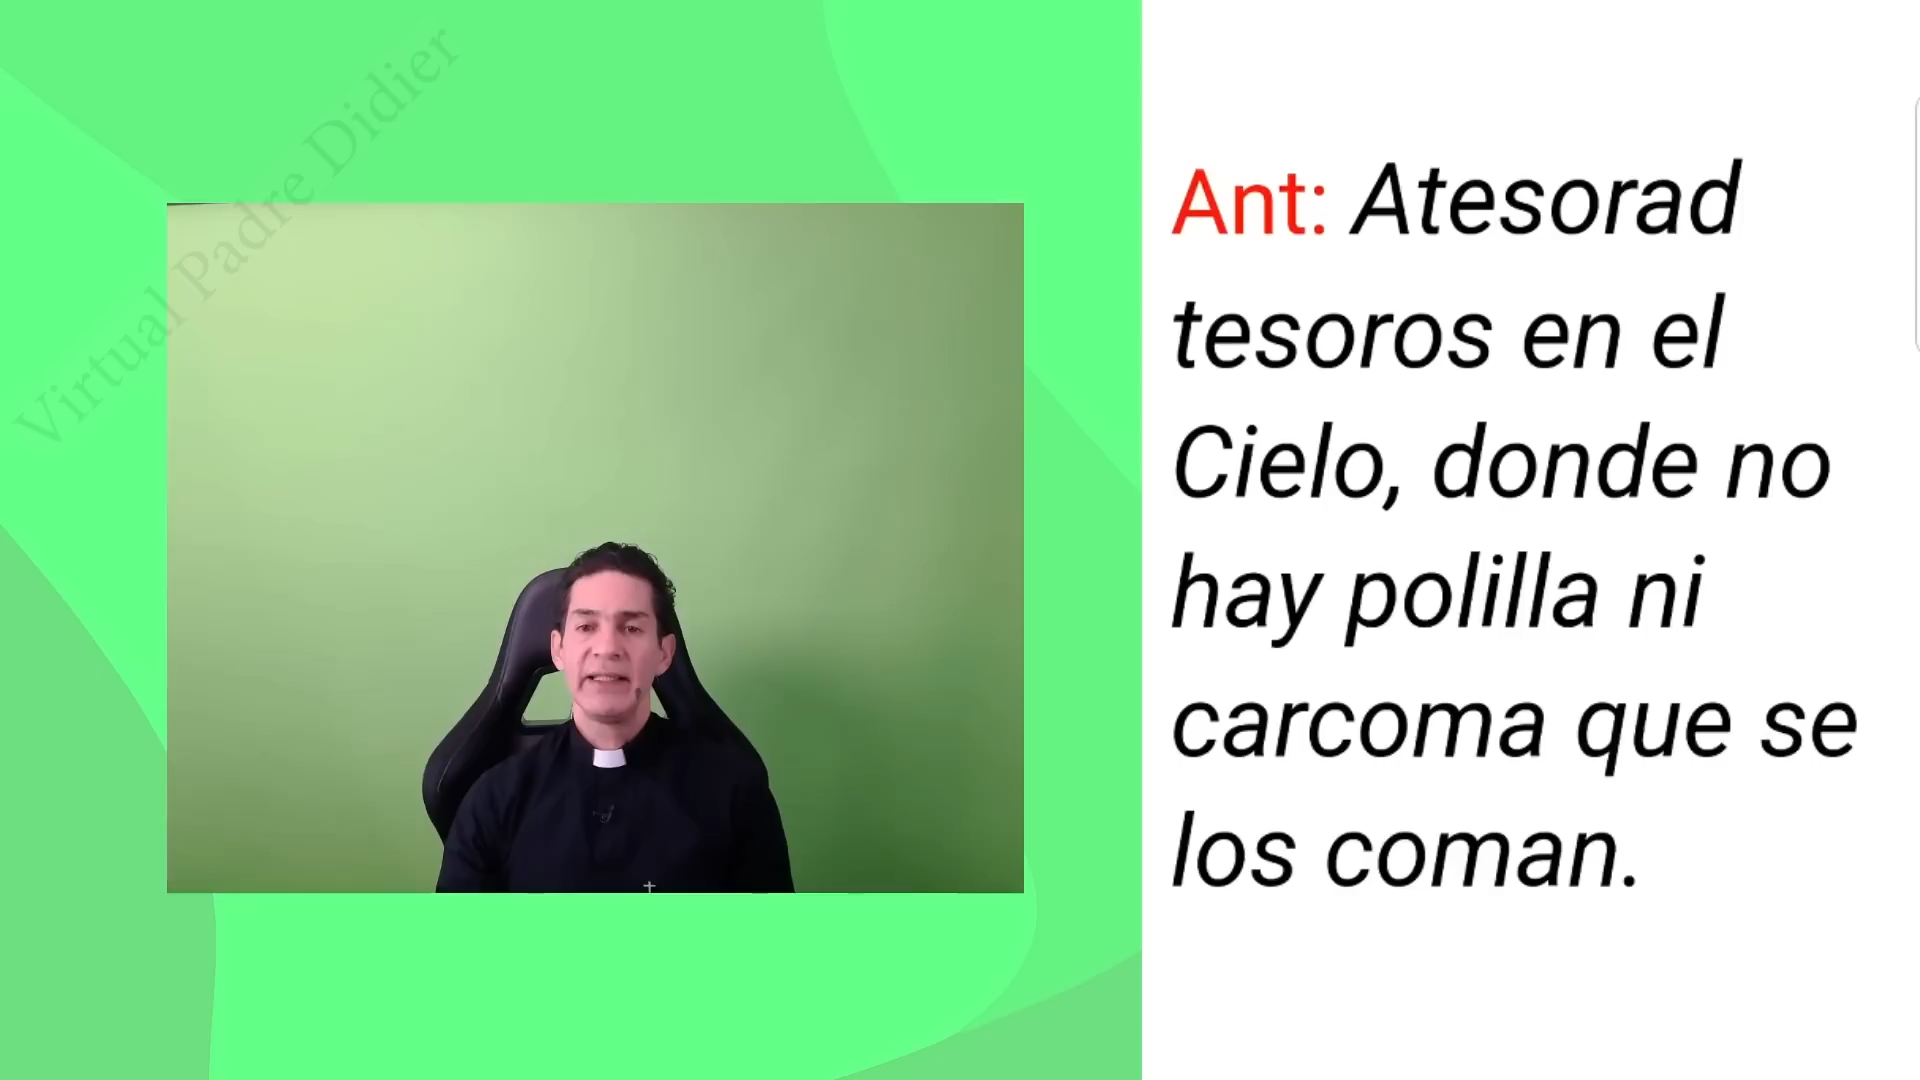 Virtual Padre Didier
Ant: Atesorad
tesoros en el
Cielo, donde no
hay polilla ni
carcoma que se
los coman.